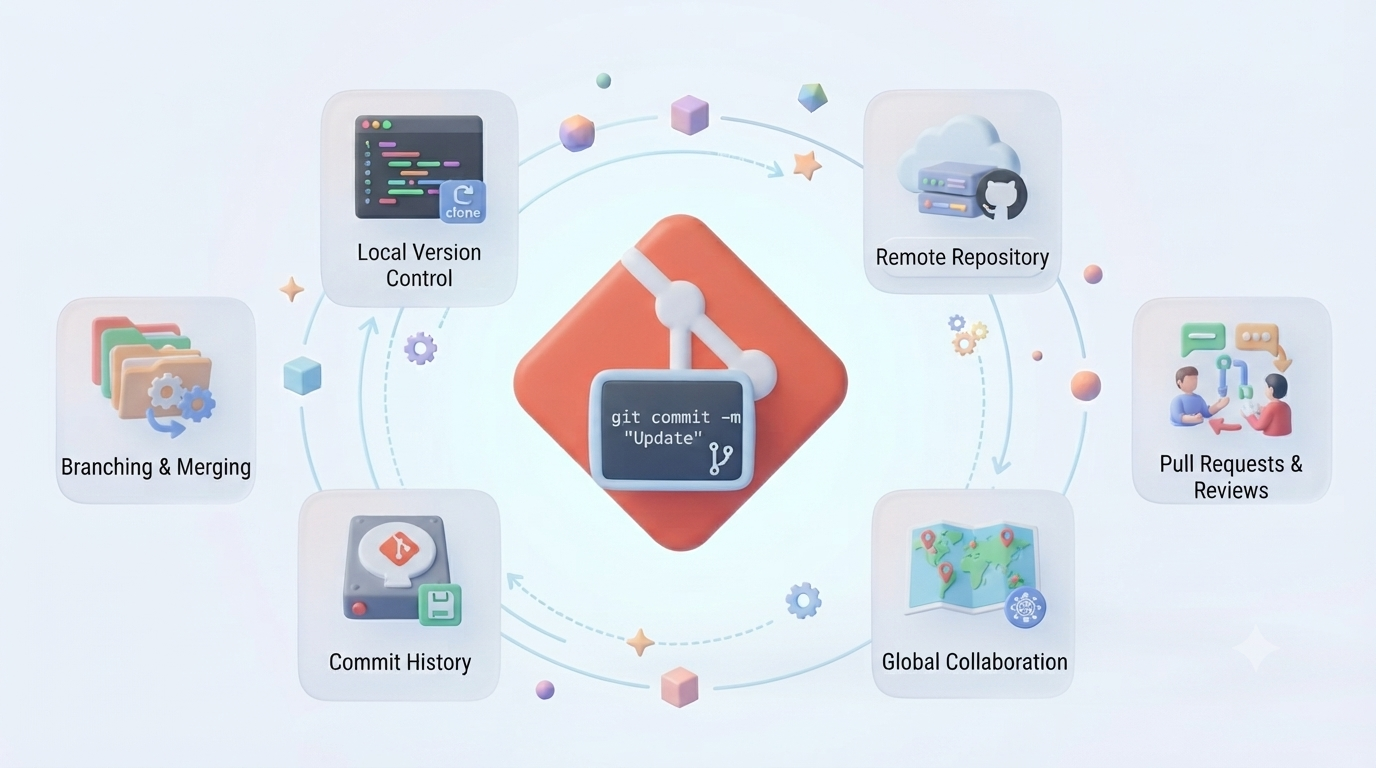 clone
Local Version
Control
Remote Repository
Branching & Merging
git commit -m
"Update"
Pull Requests &
Reviews
Commit History
Global Collaboration